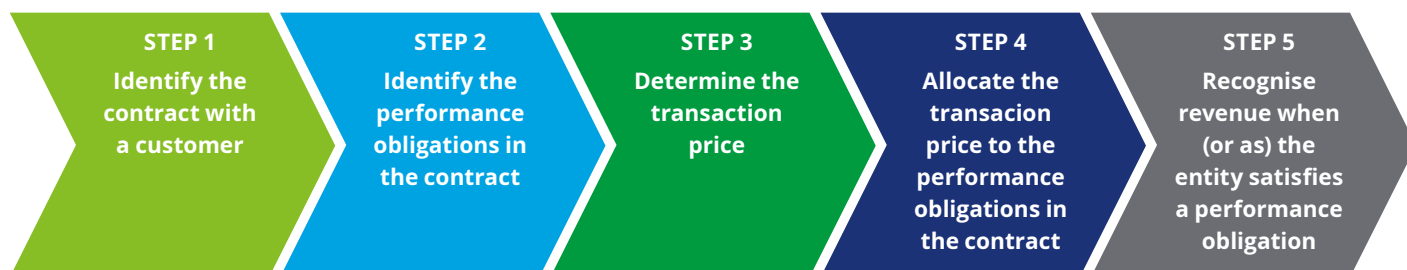 STEP 1
Identify the
contract with
a customer
STEP 2
Identify the
performance
obligations in
the contract
STEP 3
Determine the
transaction
price
STEP 4
Allocate the
transacion
price to the
performance
obligations in
the contract
STEP 5
Recognise
revenue when
(or as) the
entity satisfies
a performance
obligation